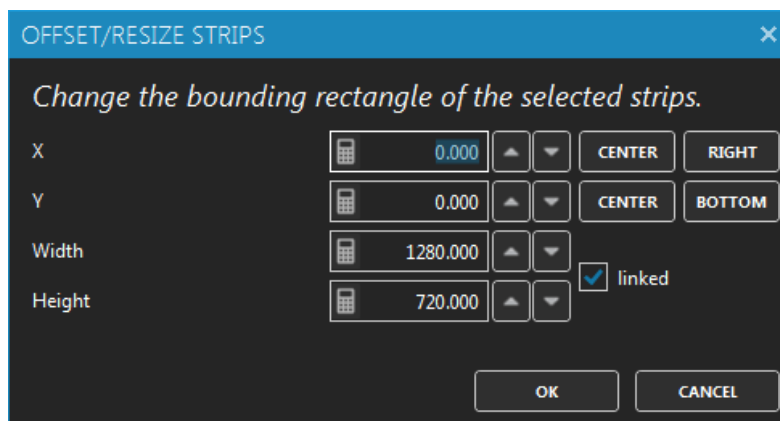 OFFSET/RESIZE STRIPS
Change the bounding rectangle of the selected strips.
X 0.000 CENTER RIGHT
Y 0.000 CENTER BOTTOM
Width 1280.000
linked
Height 720.000
OK CANCEL